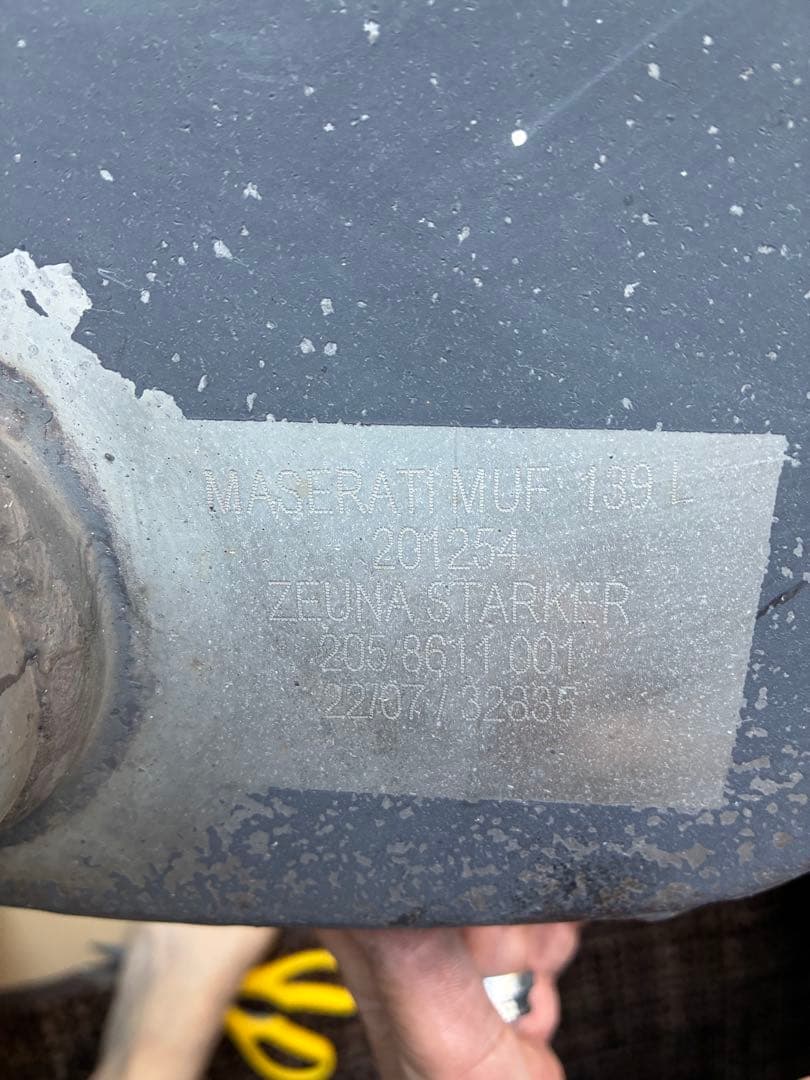 MASERATI MUF 139 L
201254
ZEUNA STARKER
205 8611 001
22/07 / 32335